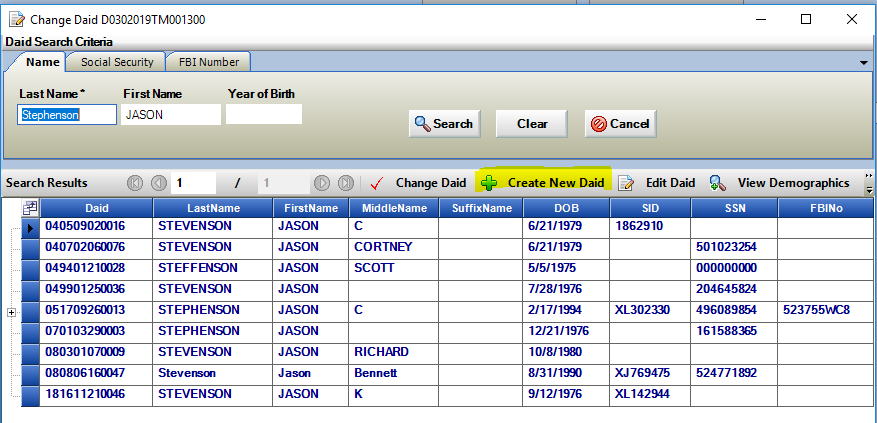 Change Daid D0302019TM001300
Daid Search Criteria
Name Social Security FBI Number
Last Name * First Name Year of Birth
Stephenson JASON Search Clear Cancel
Search Results 1 / 1 Change Daid Create New Daid Edit Daid View Demographics
Daid LastName FirstName MiddleName SuffixName DOB SID SSN FBINo
040509020016 STEVENSON JASON C 6/21/1979 1862910
040702060076 STEVENSON JASON CORTNEY 6/21/1979 501023254
049401210028 STEFFENSON JASON SCOTT 5/5/1975 000000000
049901250036 STEVENSON JASON 7/28/1976 204645824
051709260013 STEPHENSON JASON C 2/17/1994 XL302330 496089854 523755WC8
070103290003 STEPHENSON JASON 12/21/1976 161588365
080301070009 STEVENSON JASON RICHARD 10/8/1980
080806160047 Stevenson Jason Bennett 8/31/1990 XJ769475 524771892
181611210046 STEVENSON JASON K 9/12/1976 XL142944